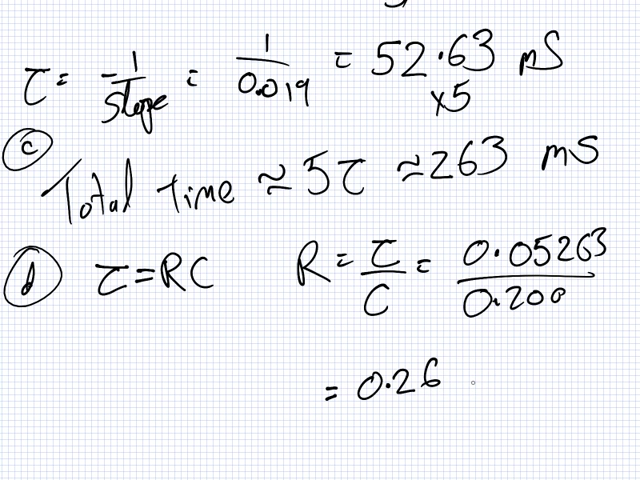 τ = -1/slope = 1/0.019 = 52.63 mS
x5
(c)
Total time ≈ 5τ ≈ 263 mS
(d) τ = RC R = τ/C = 0.05263/0.200
= 0.26